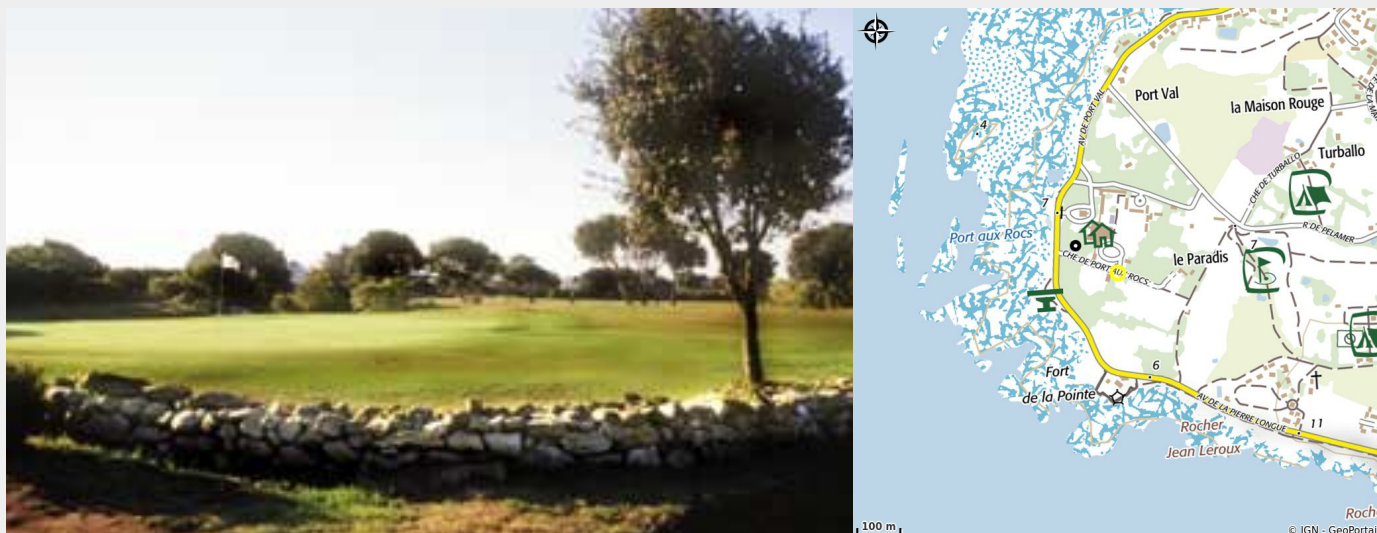 4
Port Val
AV DE PORT VAL
la Maison Rouge
Turballo
CHE DE TURBALLO
R DE PELAMER
7
Port aux Rocs
CHE DE PORT AUX ROCS
le Paradis
7
Fort
de la Pointe
6
AV DE LA PIERRE LONGUE
11
Rocher
Jean Leroux
100 m
© IGN - GeoPortai